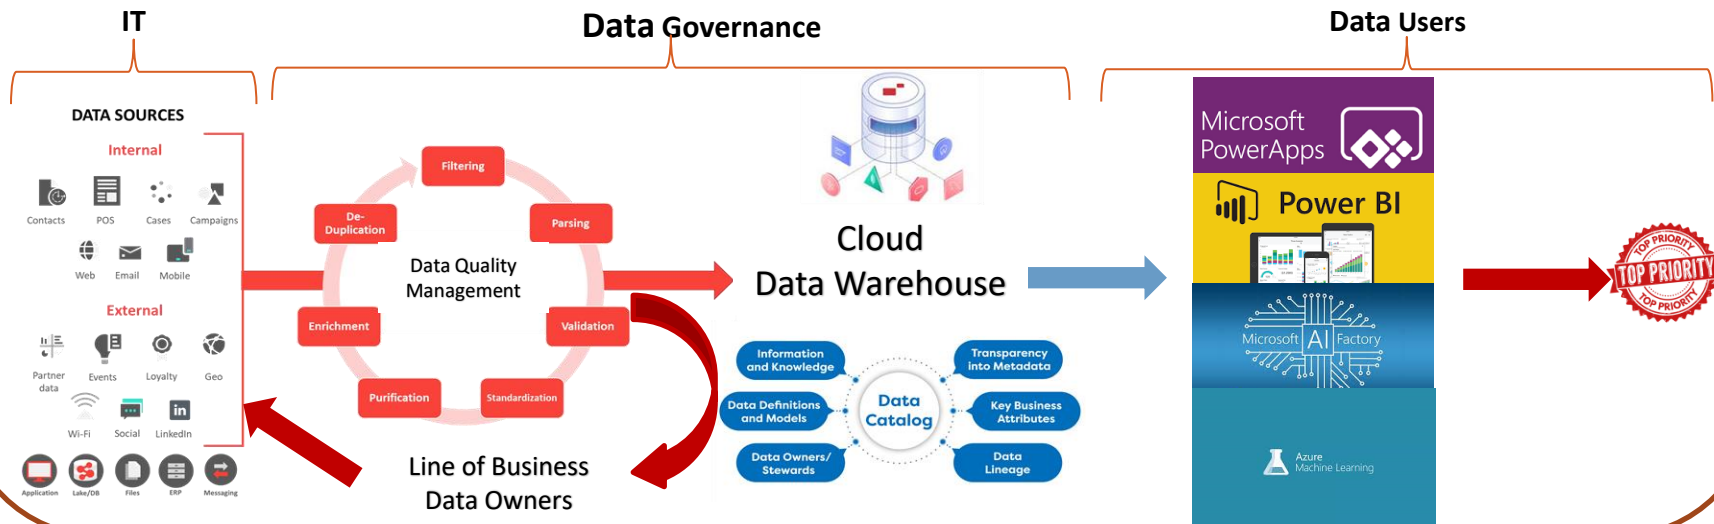 IT
Data Governance
Data Users
DATA SOURCES
Internal
Contacts
POS
Cases
Campaigns
Web
Email
Mobile
External
Partner
data
Events
Loyalty
Geo
Wi-Fi
Social
in
LinkedIn
Application
Lake/DB
Files
ERP
Messaging
Filtering
Parsing
Validation
Standardization
Purification
Enrichment
De-
Duplication
Data Quality
Management
Line of Business
Data Owners
Cloud
Data Warehouse
Information
and Knowledge
Data Definitions
and Models
Data Owners/
Stewards
Data
Catalog
Transparency
into Metadata
Key Business
Attributes
Data
Lineage
Microsoft
PowerApps
Power BI
Microsoft AI Factory
Azure
Machine Learning
TOP PRIORITY
TOP PRIORITY
TOP PRIORITY